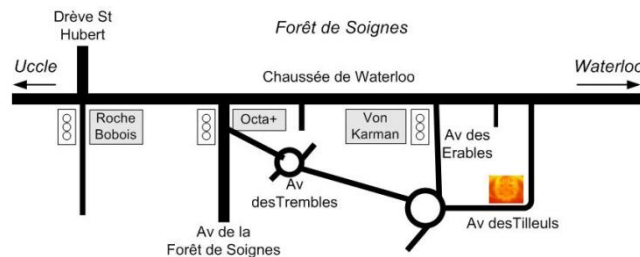 Drève St
Hubert
Forêt de Soignes
Uccle
Chaussée de Waterloo
Waterloo
Roche
Bobois
Octa+
Von
Karman
Av des
Erables
Av
desTrembles
Av desTilleuls
Av de la
Forêt de Soignes